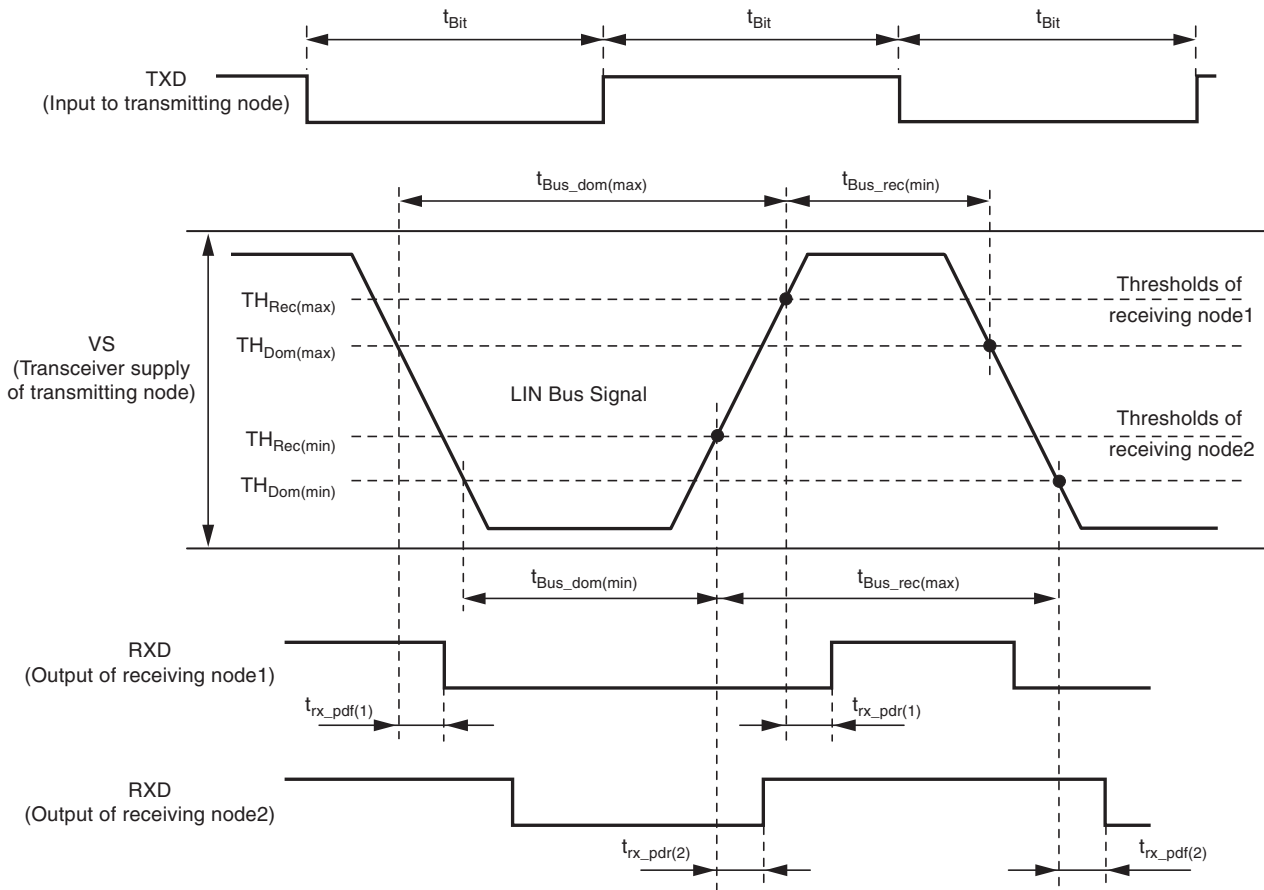 tBit
tBit
tBit
TXD
(Input to transmitting node)
tBus_dom(max)
tBus_rec(min)
THRec(max)
Thresholds of
receiving node1
VS
(Transceiver supply
of transmitting node)
THDom(max)
LIN Bus Signal
THRec(min)
Thresholds of
receiving node2
THDom(min)
tBus_dom(min)
tBus_rec(max)
RXD
(Output of receiving node1)
trx_pdf(1)
trx_pdr(1)
RXD
(Output of receiving node2)
trx_pdr(2)
trx_pdf(2)